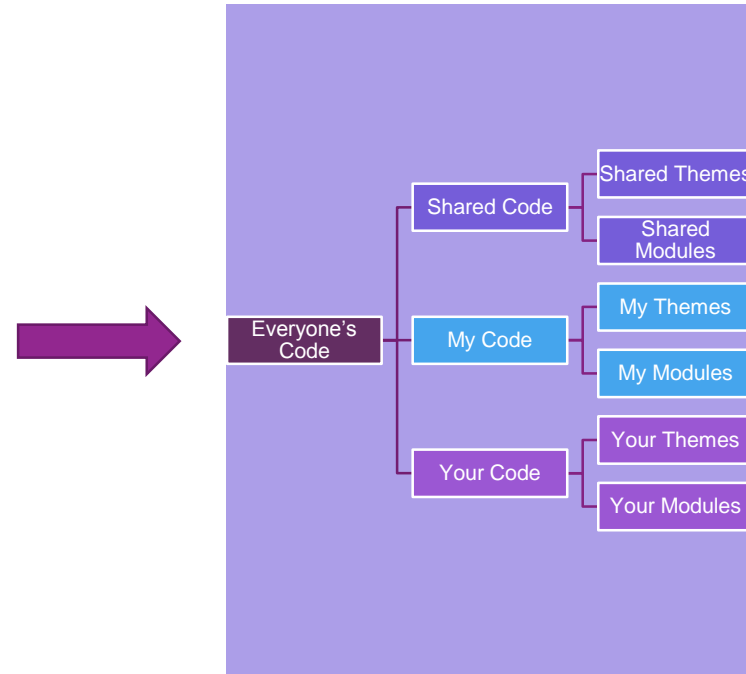 Shared Themes
Shared Code
Shared
Modules
Everyone’s
Code
My Themes
My Code
My Modules
Your Themes
Your Code
Your Modules